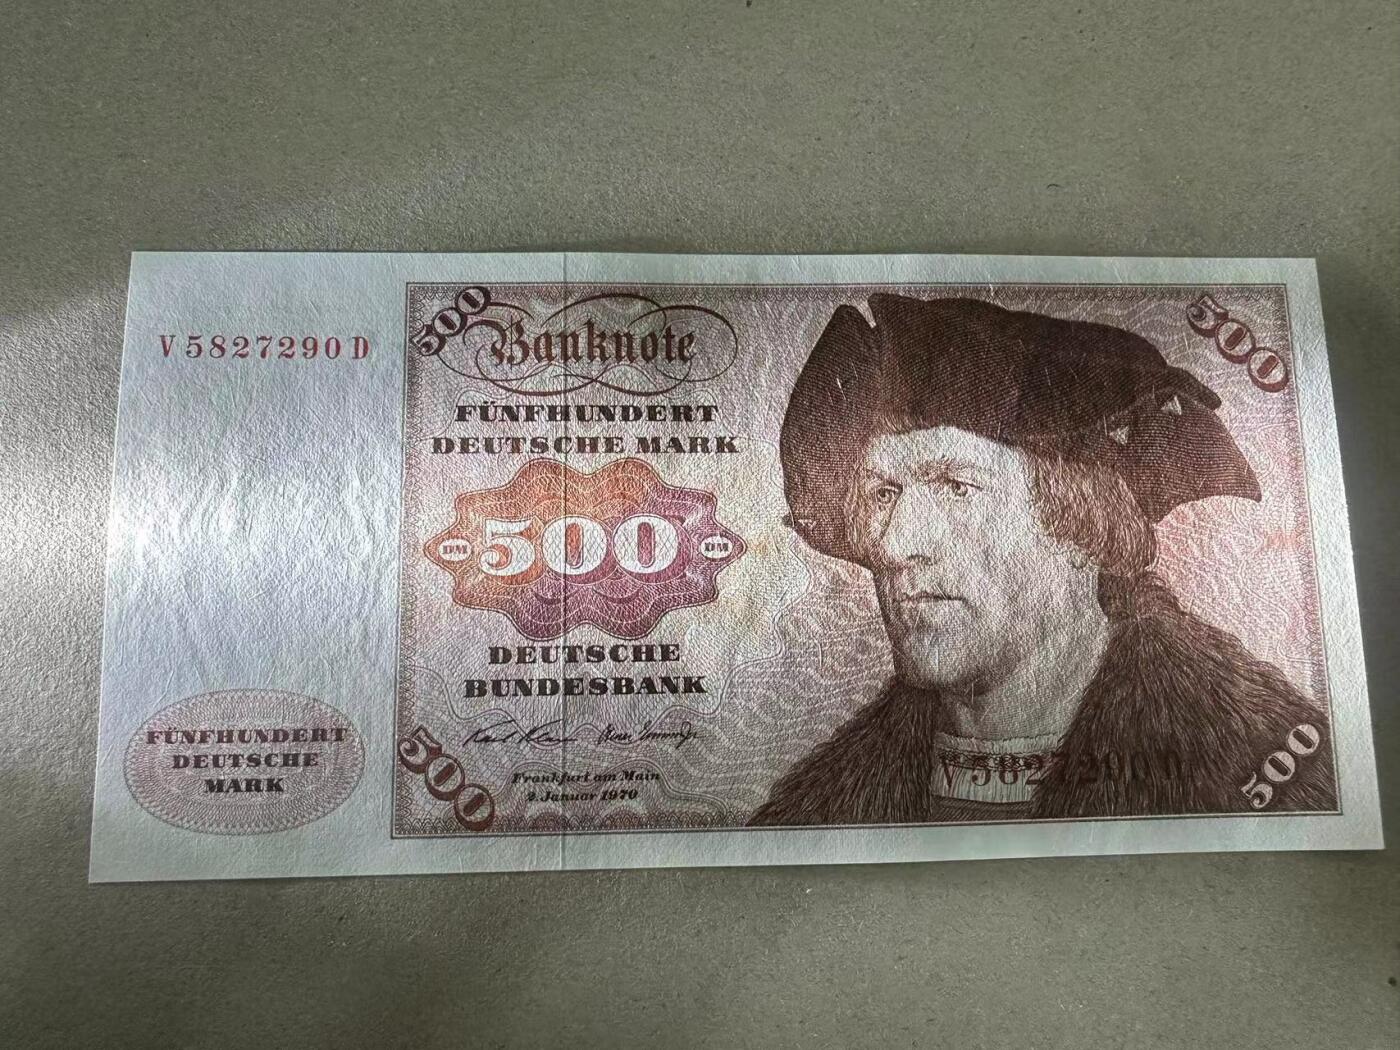 V5827290D
500
Banknote
500
FÜNFHUNDERT
DEUTSCHE MARK
DM 500 DM
DEUTSCHE
BUNDESBANK
FÜNFHUNDERT
DEUTSCHE
MARK
500
Frankfurt am Main
2. Januar 1970
V5827290D
500